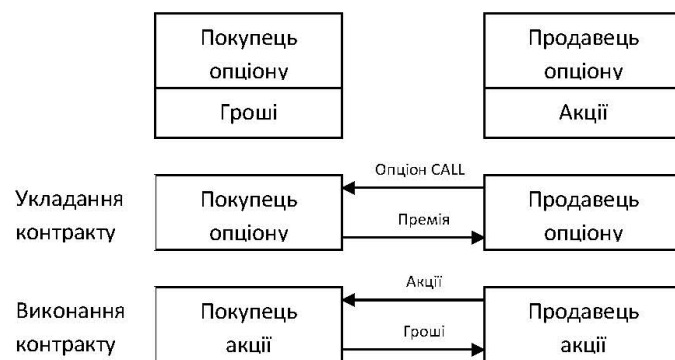 Покупець
опціону
Продавець
опціону
Гроші
Акції
Укладання
контракту
Покупець
опціону
Опціон CALL
Премія
Продавець
опціону
Виконання
контракту
Покупець
акції
Акції
Гроші
Продавець
акції